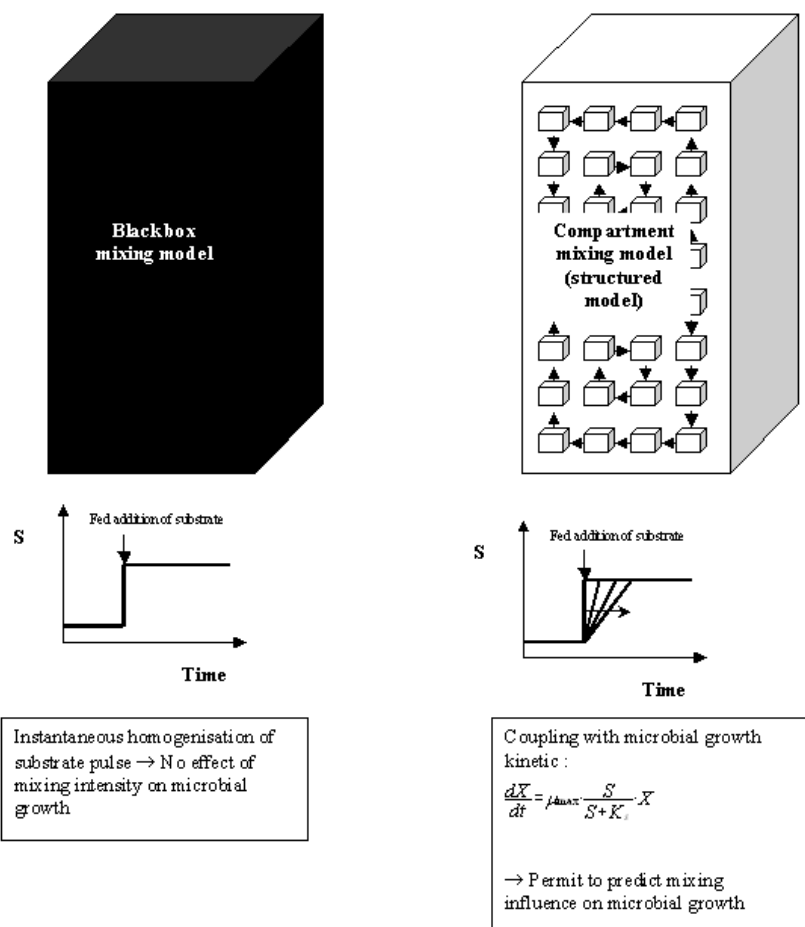 Blackbox
mixing model
Compartment
mixing model
(structured
model)
Fed addition of substrate
S
Time
Fed addition of substrate
S
Time
Instantaneous homogenisation of
substrate pulse → No effect of
mixing intensity on microbial
growth
Coupling with microbial growth
kinetic :
dX/dt = μmax · S/(S+Ks) · X
→ Permit to predict mixing
influence on microbial growth